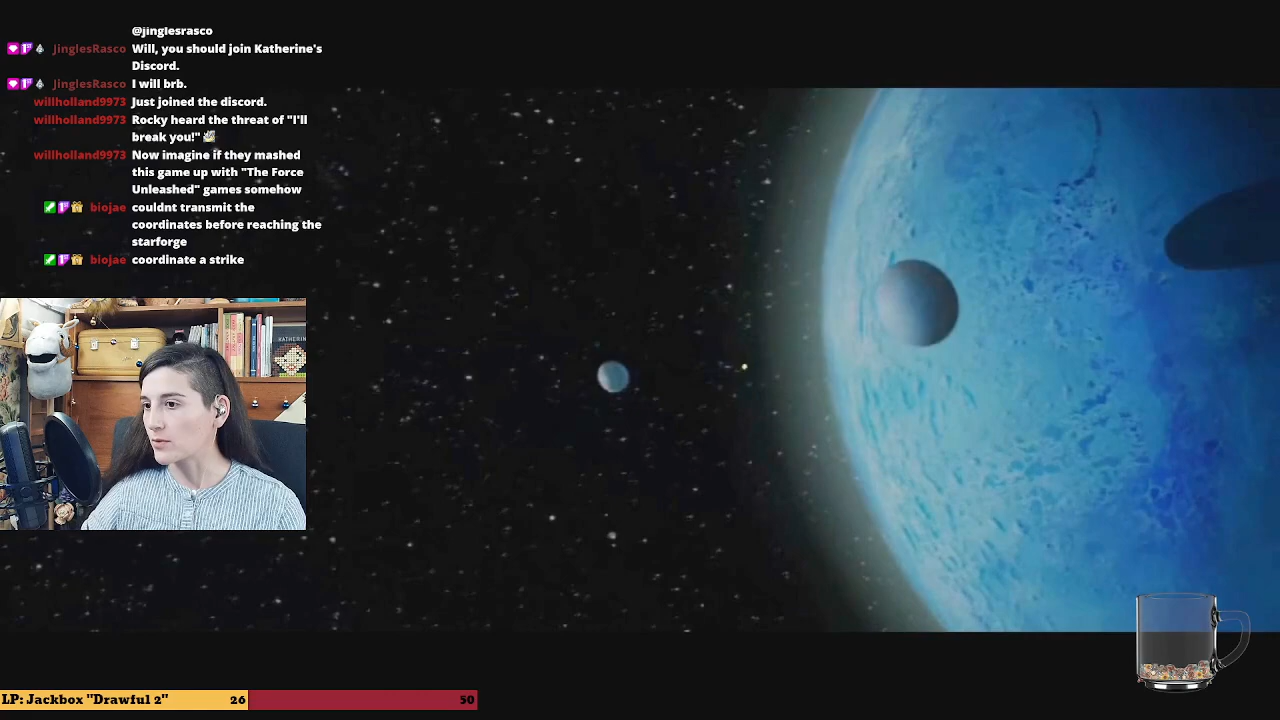 @jinglesrasco
JinglesRasco Will, you should join Katherine's
Discord.
JinglesRasco I will brb.
willholland9973 Just joined the discord.
willholland9973 Rocky heard the threat of "I'll
break you!"
willholland9973 Now imagine if they mashed
this game up with "The Force
Unleashed" games somehow
biojae couldnt transmit the
coordinates before reaching the
starforge
biojae coordinate a strike
KATHERINE
LP: Jackbox "Drawful 2" 26 50